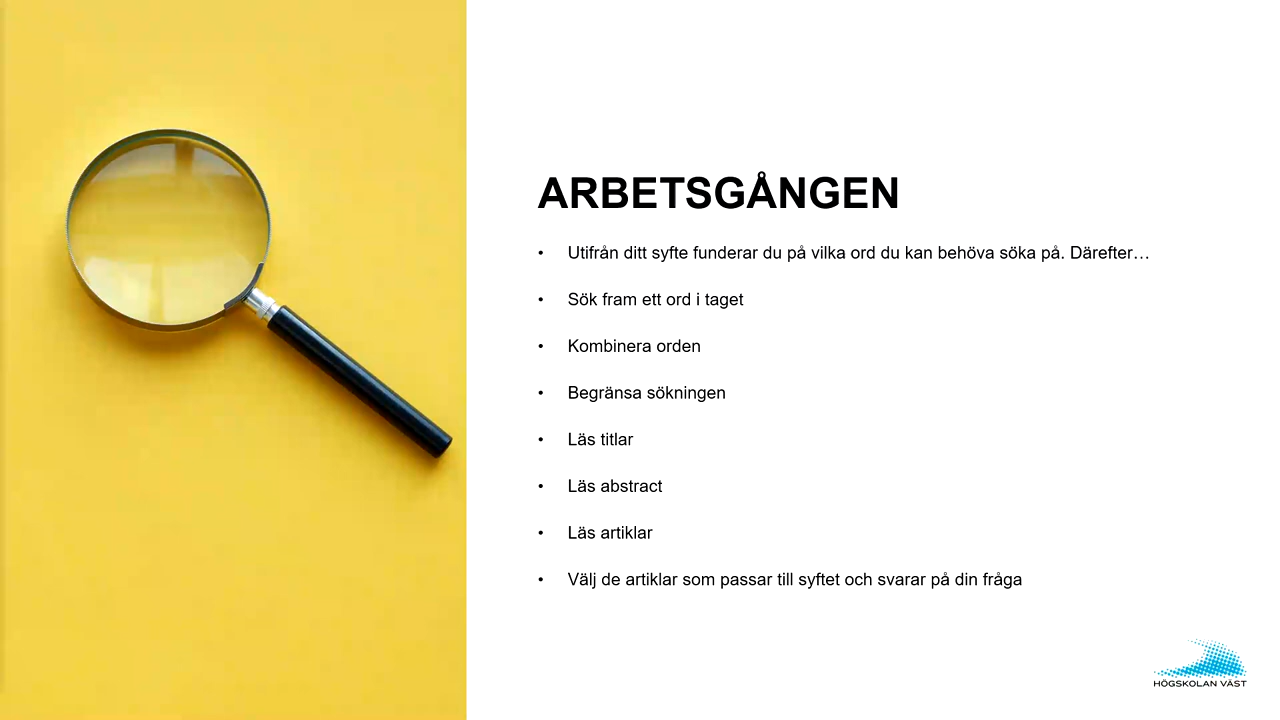 ARBETSGÅNGEN
• Utifrån ditt syfte funderar du på vilka ord du kan behöva söka på. Därefter…
• Sök fram ett ord i taget
• Kombinera orden
• Begränsa sökningen
• Läs titlar
• Läs abstract
• Läs artiklar
• Välj de artiklar som passar till syftet och svarar på din fråga
HÖGSKOLAN VÄST